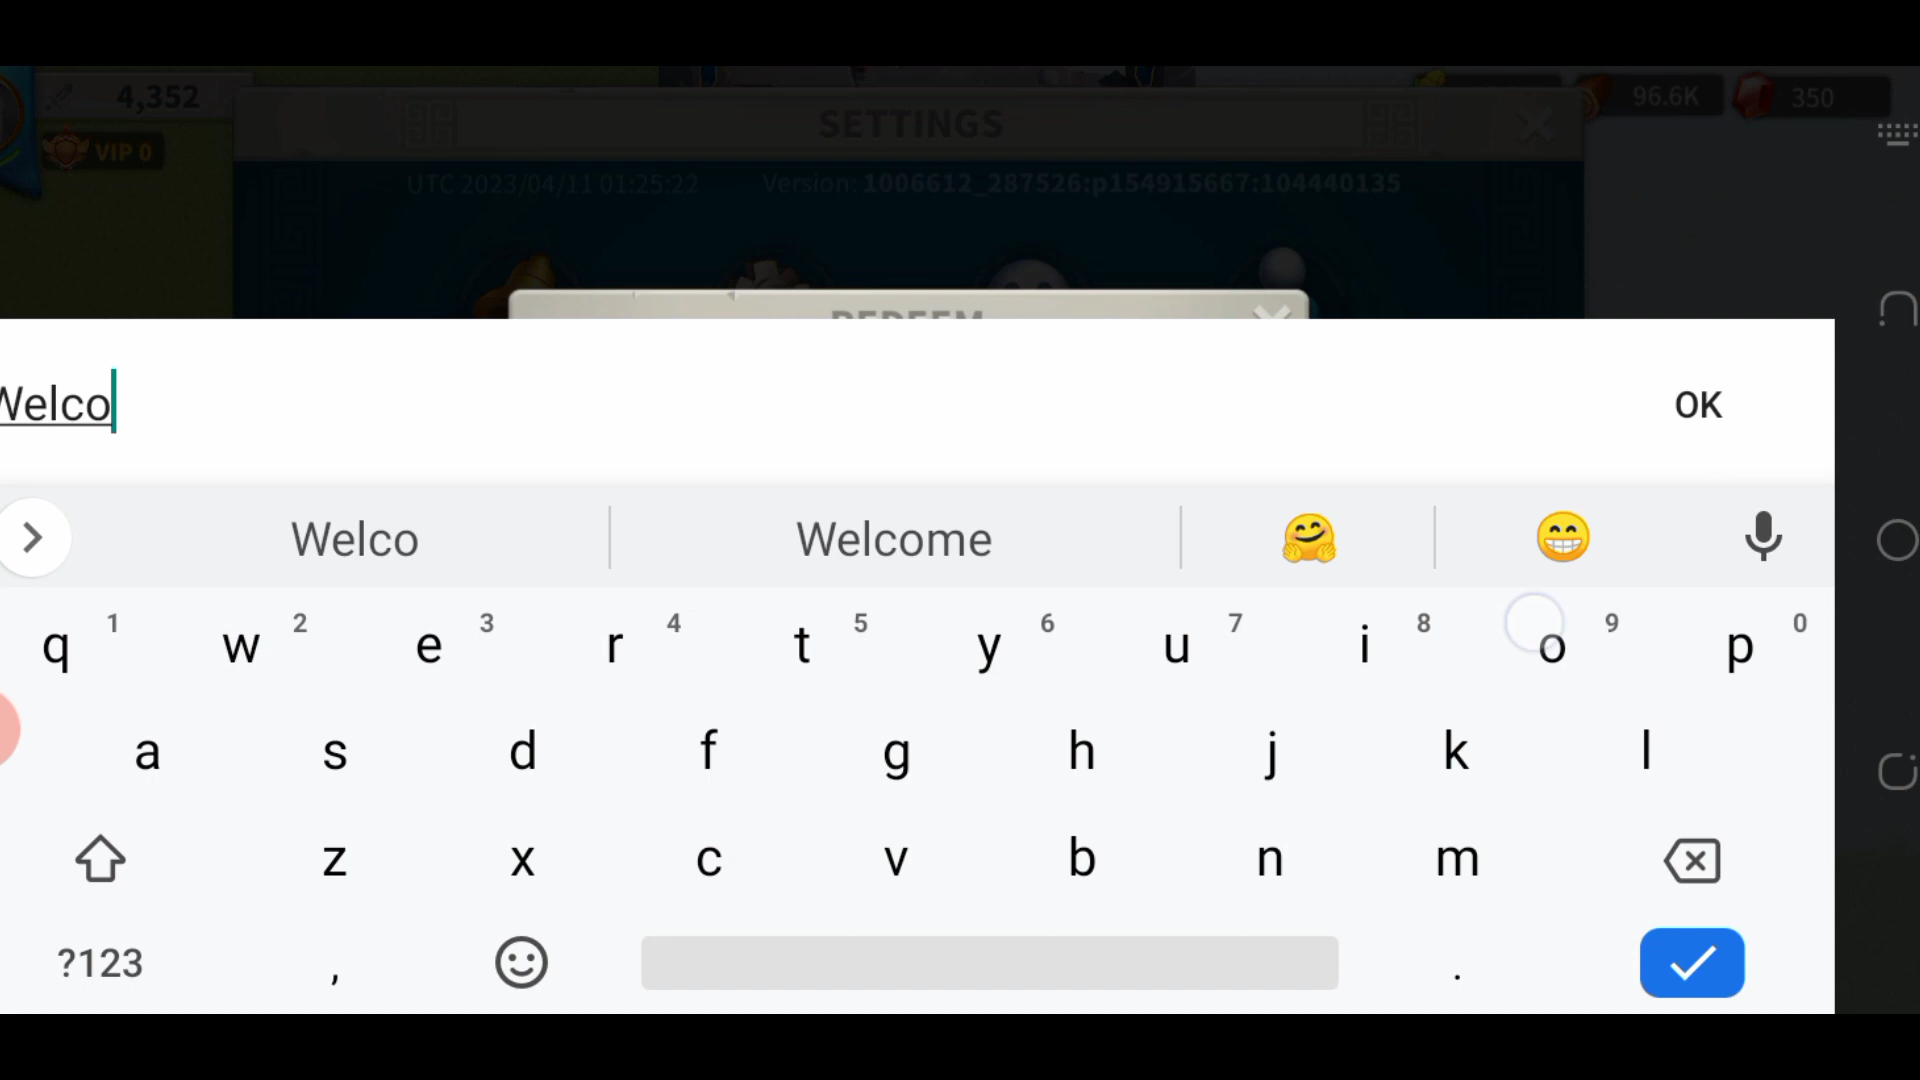 4,352
96.6K
350
SETTINGS
VIP 0
UTC 2023/04/11 01:25:22
Version: 1006612_287526:p154915667:104440135
REDEEM
Welco
OK
Welco
Welcome
q 1 w 2 e 3 r 4 t 5 y 6 u 7 i 8 o 9 p 0
a s d f g h j k l
z x c v b n m
?123 , .